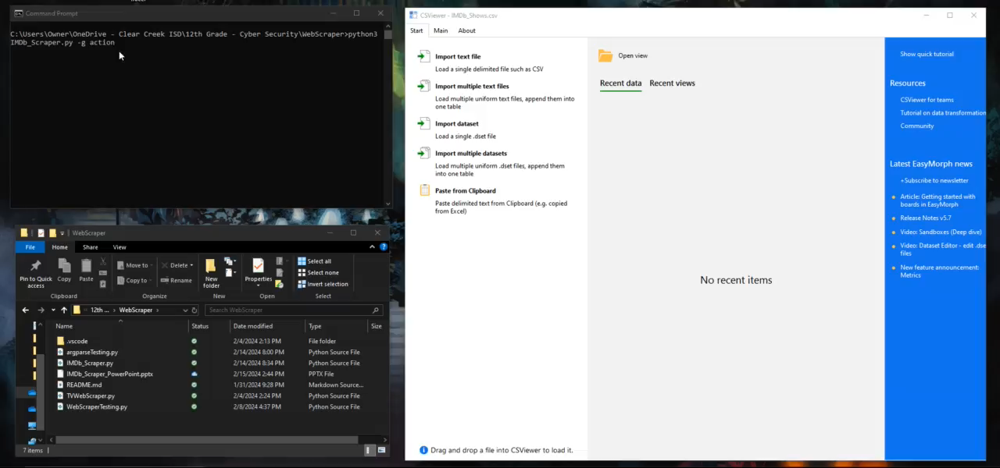 Command Prompt
C:\Users\Owner\OneDrive - Clear Creek ISD\12th Grade - Cyber Security\WebScraper>python3
IMDb_Scraper.py -g action
WebScraper
File Home Share View
Pin to Quick
access
Copy
Paste
Move to
Copy to
Delete
Rename
New
folder
Properties
Select all
Select none
Invert selection
Clipboard Organize New Open Select
12th ... › WebScraper ›
Search WebScraper
Name Status Date modified Type Size
.vscode 2/4/2024 2:13 PM File folder
argparseTesting.py 2/14/2024 8:00 PM Python Source File
IMDb_Scraper.py 2/14/2024 8:34 PM Python Source File
IMDb_Scraper_PowerPoint.pptx 2/15/2024 2:44 PM PPTX File
README.md 1/31/2024 9:28 PM Markdown Source...
TVWebScraper.py 2/4/2024 2:24 PM Python Source File
WebScraperTesting.py 2/8/2024 4:37 PM Python Source File
7 items
CSViewer - IMDb_Shows.csv
Start Main About
Import text file
Load a single delimited file such as CSV
Import multiple text files
Load multiple uniform text files, append them into
one table
Import dataset
Load a single .dset file
Import multiple datasets
Load multiple uniform .dset files, append them
into one table
Paste from Clipboard
Paste delimited text from Clipboard (e.g. copied
from Excel)
Drag and drop a file into CSViewer to load it.
Open view
Recent data Recent views
No recent items
Show quick tutorial
Resources
CSViewer for teams
Tutorial on data transformation
Community
Latest EasyMorph news
+Subscribe to newsletter
Article: Getting started with
boards in EasyMorph
Release Notes v5.7
Video: Sandboxes (Deep dive)
Video: Dataset Editor - edit .dse
files
New feature announcement:
Metrics